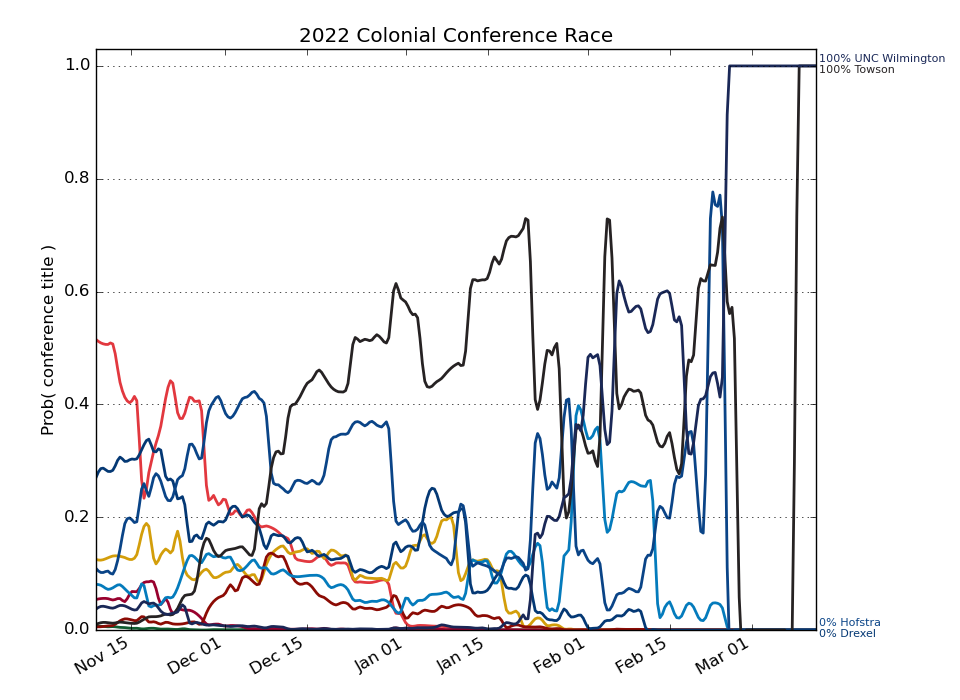 2022 Colonial Conference Race
1.0
0.8
0.6
0.4
0.2
0.0
Prob( conference title )
Nov 15
Dec 01
Dec 15
Jan 01
Jan 15
Feb 01
Feb 15
Mar 01
100% UNC Wilmington
100% Towson
0% Hofstra
0% Drexel